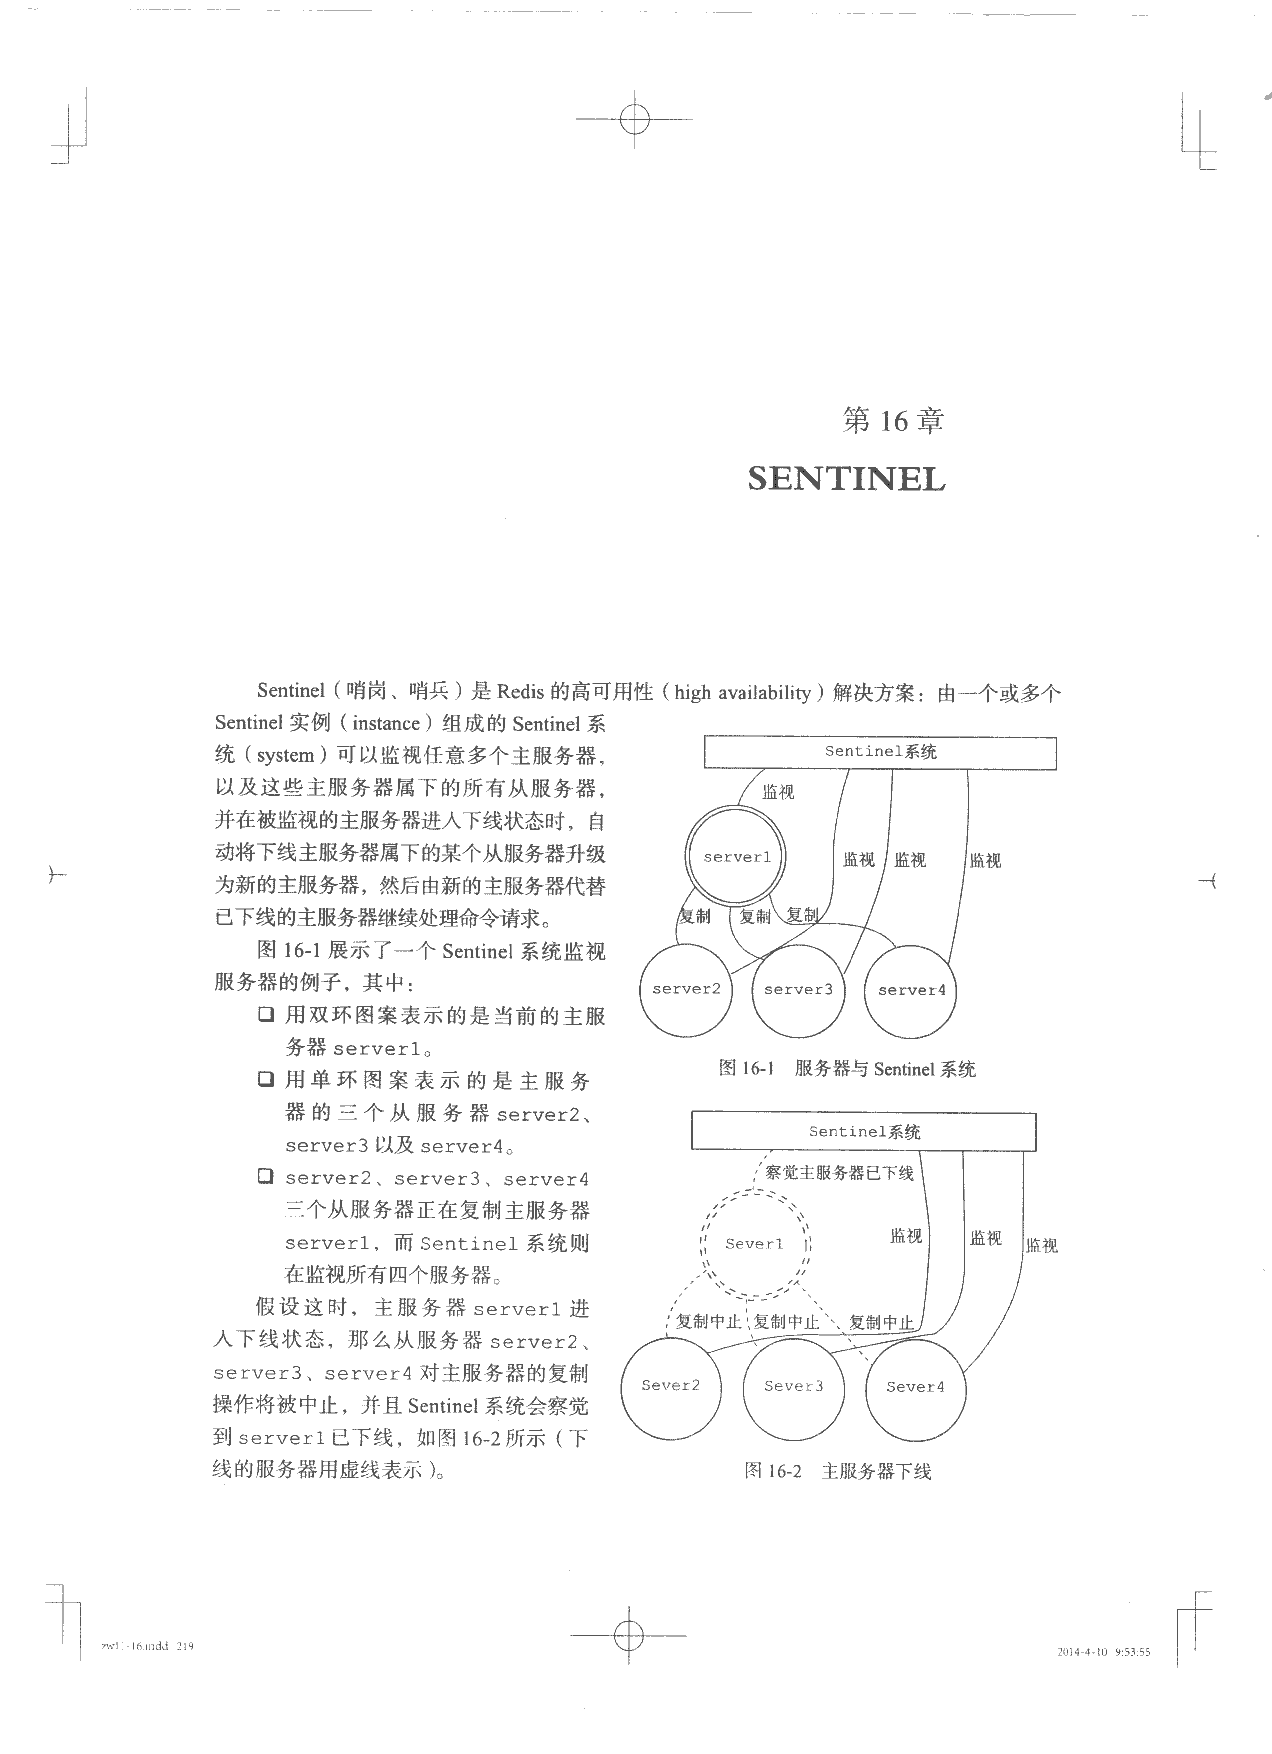 第 16 章
SENTINEL
Sentinel（哨岗、哨兵）是 Redis 的高可用性（high availability）解决方案：由一个或多个
Sentinel 实例（instance）组成的 Sentinel 系
统（system）可以监视任意多个主服务器，
以及这些主服务器属下的所有从服务器，
并在被监视的主服务器进入下线状态时，自
动将下线主服务器属下的某个从服务器升级
为新的主服务器，然后由新的主服务器代替
已下线的主服务器继续处理命令请求。
图 16-1 展示了一个 Sentinel 系统监视
服务器的例子，其中：
❑ 用双环图案表示的是当前的主服
务器 server1。
❑ 用单环图案表示的是主服务
器的三个从服务器 server2、
server3 以及 server4。
❑ server2、server3、server4
三个从服务器正在复制主服务器
server1，而 Sentinel 系统则
在监视所有四个服务器。
假设这时，主服务器 server1 进
入下线状态，那么从服务器 server2、
server3、server4 对主服务器的复制
操作将被中止，并且 Sentinel 系统会察觉
到 server1 已下线，如图 16-2 所示（下
线的服务器用虚线表示）。
Sentinel系统
监视
server1
监视 监视 监视
复制 复制 复制
server2 server3 server4
图 16-1 服务器与 Sentinel 系统
Sentinel系统
察觉主服务器已下线
Sever1
监视 监视 监视
复制中止 复制中止 复制中止
Sever2 Sever3 Sever4
图 16-2 主服务器下线
219
2014-4-10 9:53:55